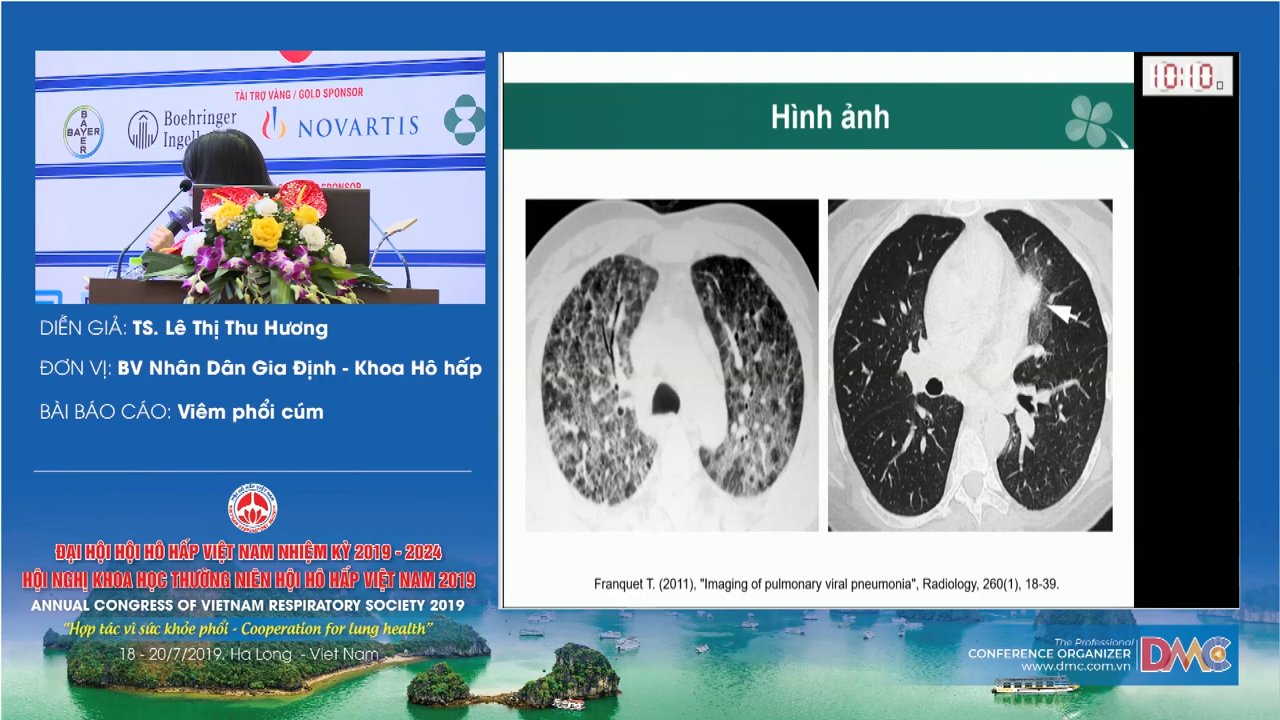 TÀI TRỢ VÀNG / GOLD SPONSOR
BAYER
BAYER
Boehringer
Ingel
NOVARTIS
SPONSOR
DIỄN GIẢ: TS. Lê Thị Thu Hương
ĐƠN VỊ: BV Nhân Dân Gia Định - Khoa Hô hấp
BÀI BÁO CÁO: Viêm phổi cúm
ĐẠI HỘI HỘI HÔ HẤP VIỆT NAM NHIỆM KỲ 2019 - 2024
HỘI NGHỊ KHOA HỌC THƯỜNG NIÊN HỘI HÔ HẤP VIỆT NAM 2019
ANNUAL CONGRESS OF VIETNAM RESPIRATORY SOCIETY 2019
“Hợp tác vì sức khỏe phổi - Cooperation for lung health”
18 - 20/7/2019. Ha Long - Viet Nam
Hình ảnh
Franquet T. (2011), "Imaging of pulmonary viral pneumonia", Radiology, 260(1), 18-39.
10:10
The Professional
CONFERENCE ORGANIZER
www.dmc.com.vn
DMC